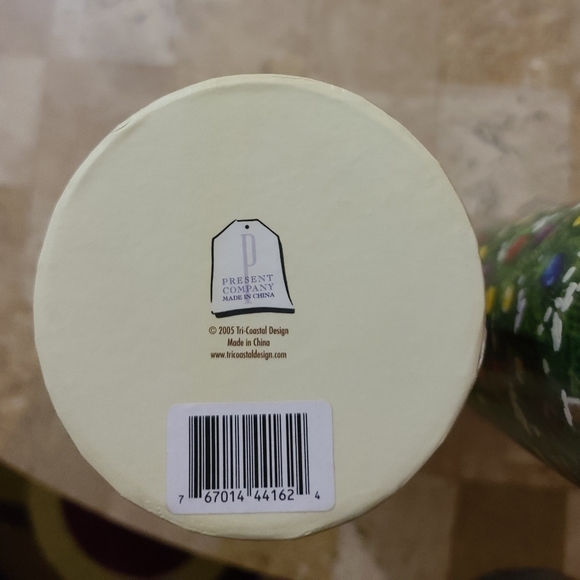 P
PRESENT
COMPANY
MADE IN CHINA
© 2005 Tri-Coastal Design
Made in China
www.tricoastaldesign.com
7 67014 44162 4